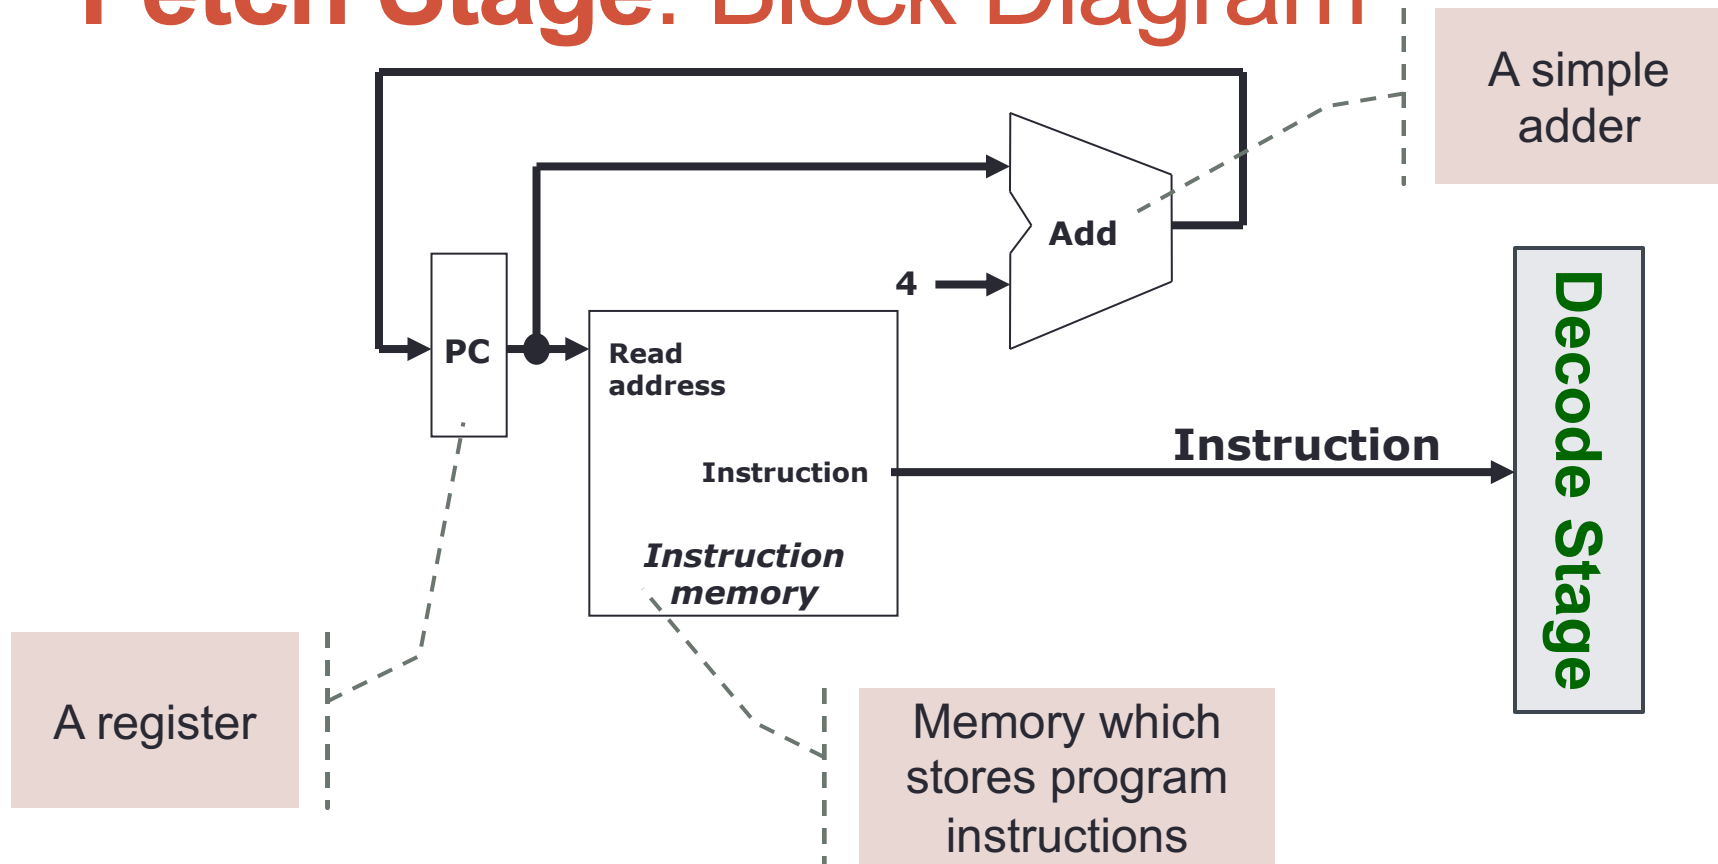 Fetch Stage: Block Diagram
A simple
adder
Add
4
PC
Read
address
Instruction
Instruction
memory
Instruction
Decode Stage
A register
Memory which
stores program
instructions